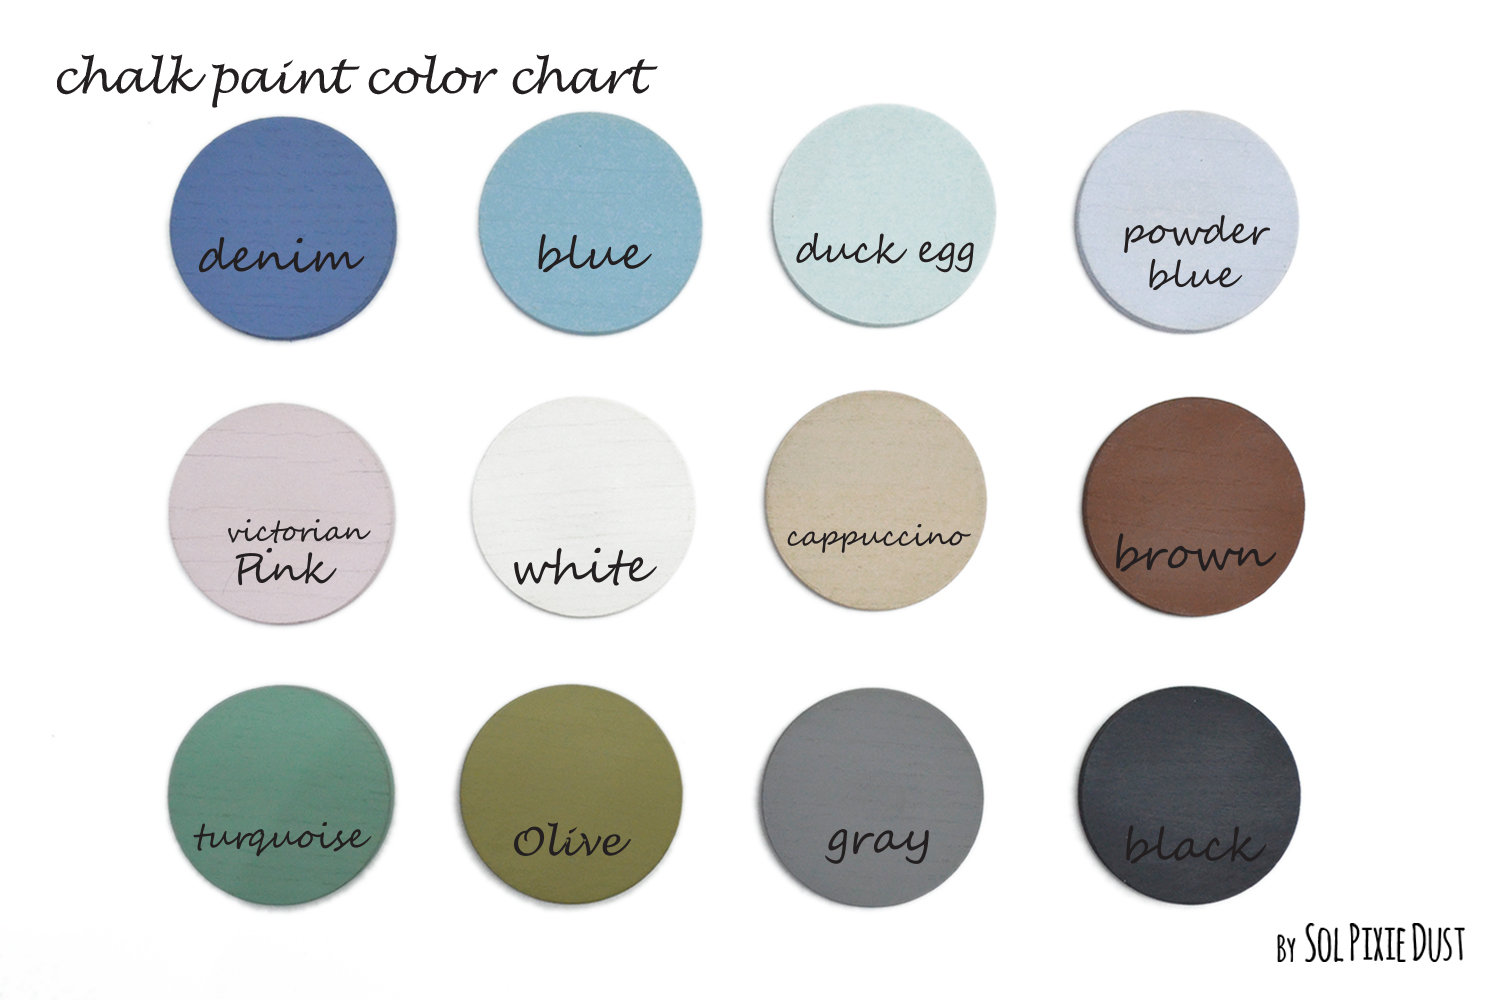 chalk paint color chart
denim
blue
duck egg
powder
blue
victorian
Pink
white
cappuccino
brown
turquoise
Olive
gray
black
BY SOL PIXIE DUST